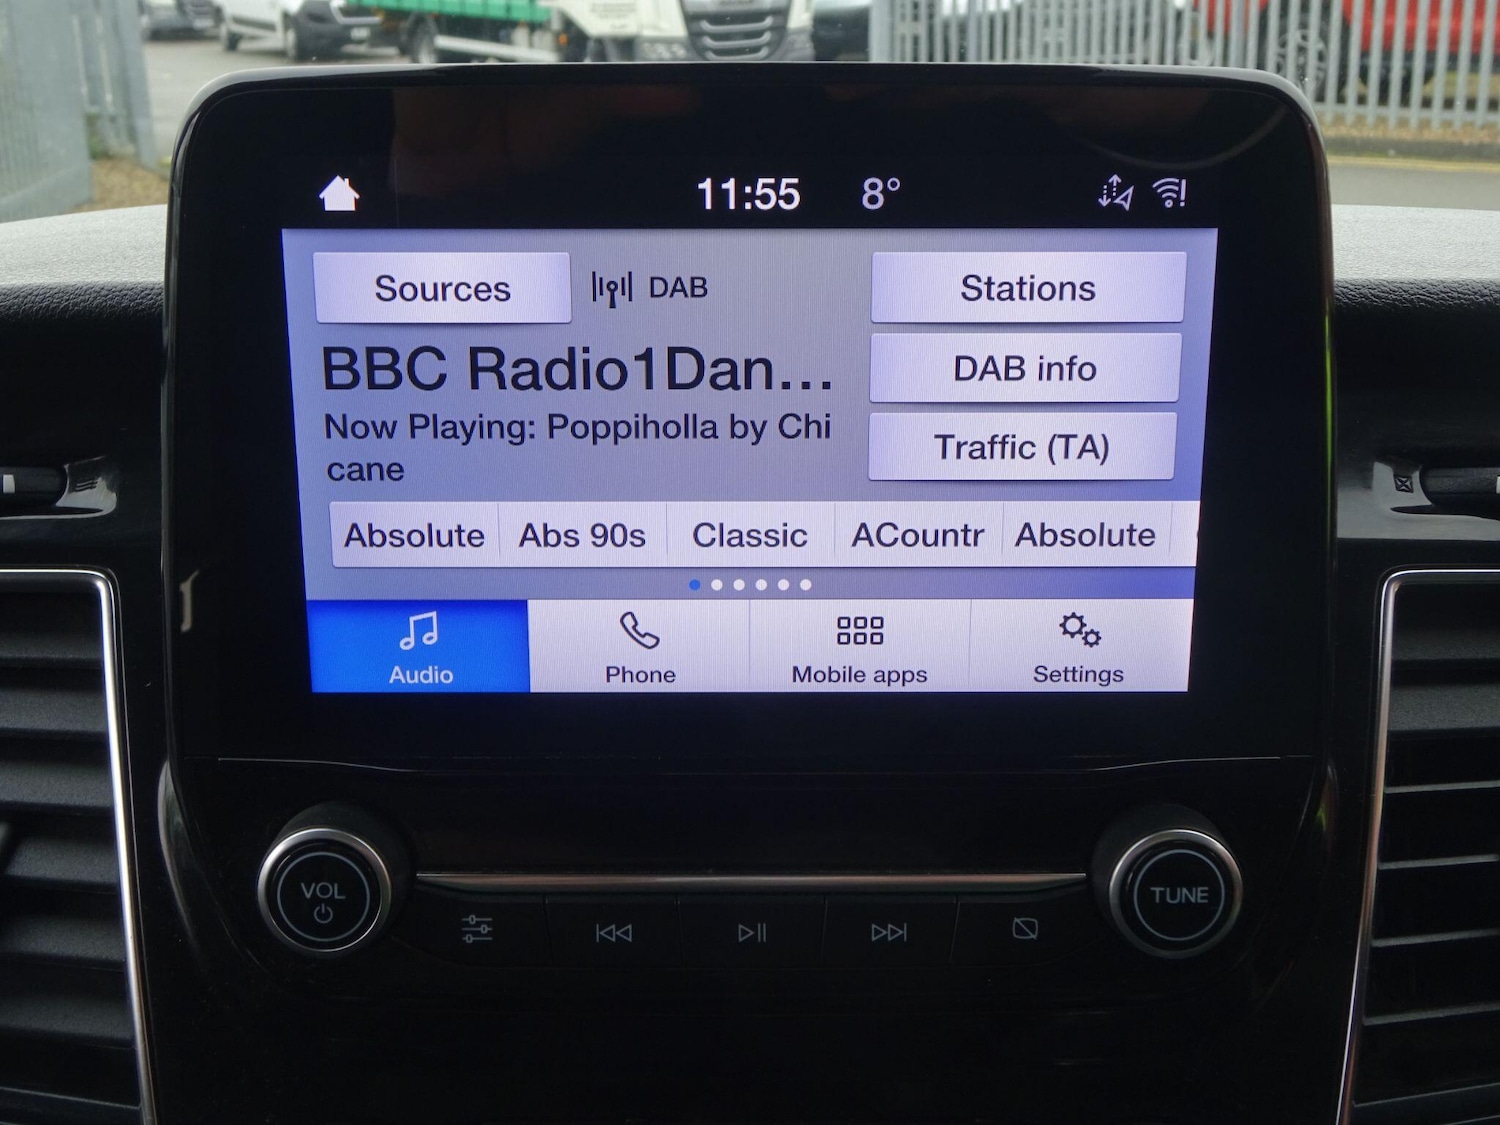 11:55 8°
Sources DAB Stations
BBC Radio1Dan...
DAB info
Now Playing: Poppiholla by Chi
cane
Traffic (TA)
Absolute Abs 90s Classic ACountr Absolute
Audio Phone Mobile apps Settings
VOL TUNE